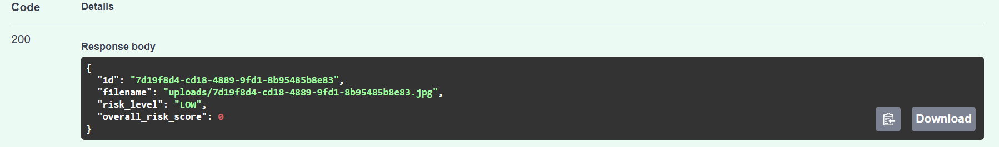 Code Details
200
Response body
{
  "id": "7d19f8d4-cd18-4889-9fd1-8b95485b8e83",
  "filename": "uploads/7d19f8d4-cd18-4889-9fd1-8b95485b8e83.jpg",
  "risk_level": "LOW",
  "overall_risk_score": 0
}
Download